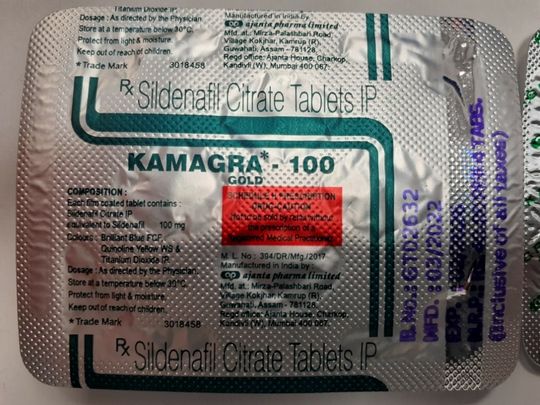 Titanium Dioxide IP
Dosage : As directed by the Physician
Store at a temperature below 30°C.
Protect from light & moisture.
Keep out of reach of children.
*Trade Mark 3018458
Manufactured in India by
ajanta pharma limited
Mfd. at.: Mirza-Palashbari Road,
Village Kokjhar, Kamrup (R),
Guwahati, Assam - 781128.
Regd office: Ajanta House, Charkop,
Kandivli (W), Mumbai 400 067.
Rx Sildenafil Citrate Tablets IP
KAMAGRA* - 100
GOLD
COMPOSITION :
Each film coated tablet contains :
Sildenafil Citrate IP
equivalent to Sildenafil 100 mg
Colours : Brilliant Blue FCF,
Quinoline Yellow WS &
Titanium Dioxide IP
Dosage : As directed by the Physician.
Store at a temperature below 30°C
Protect from light & moisture.
Keep out of reach of children.
*Trade Mark 3018458
SCHEDULE H PRESCRIPTION
DRUG-CAUTION
Not to be sold by retail without
the prescription of a
Registered Medical Practitioner
M. L. No.: 394/DR/Mfg/2017
Manufactured in India by
ajanta pharma limited
Mfd. at.: Mirza-Palashbari Road,
Village Kokjhar, Kamrup (R),
Guwahati, Assam - 781128.
Regd office: Ajanta House, Charkop,
Kandivli (W), Mumbai 400 067.
Rx Sildenafil Citrate Tablets IP
B. NO.:
MFD. : 09/2022
EXP.
M.R.P.
TABS.
(inclusive of all taxes)